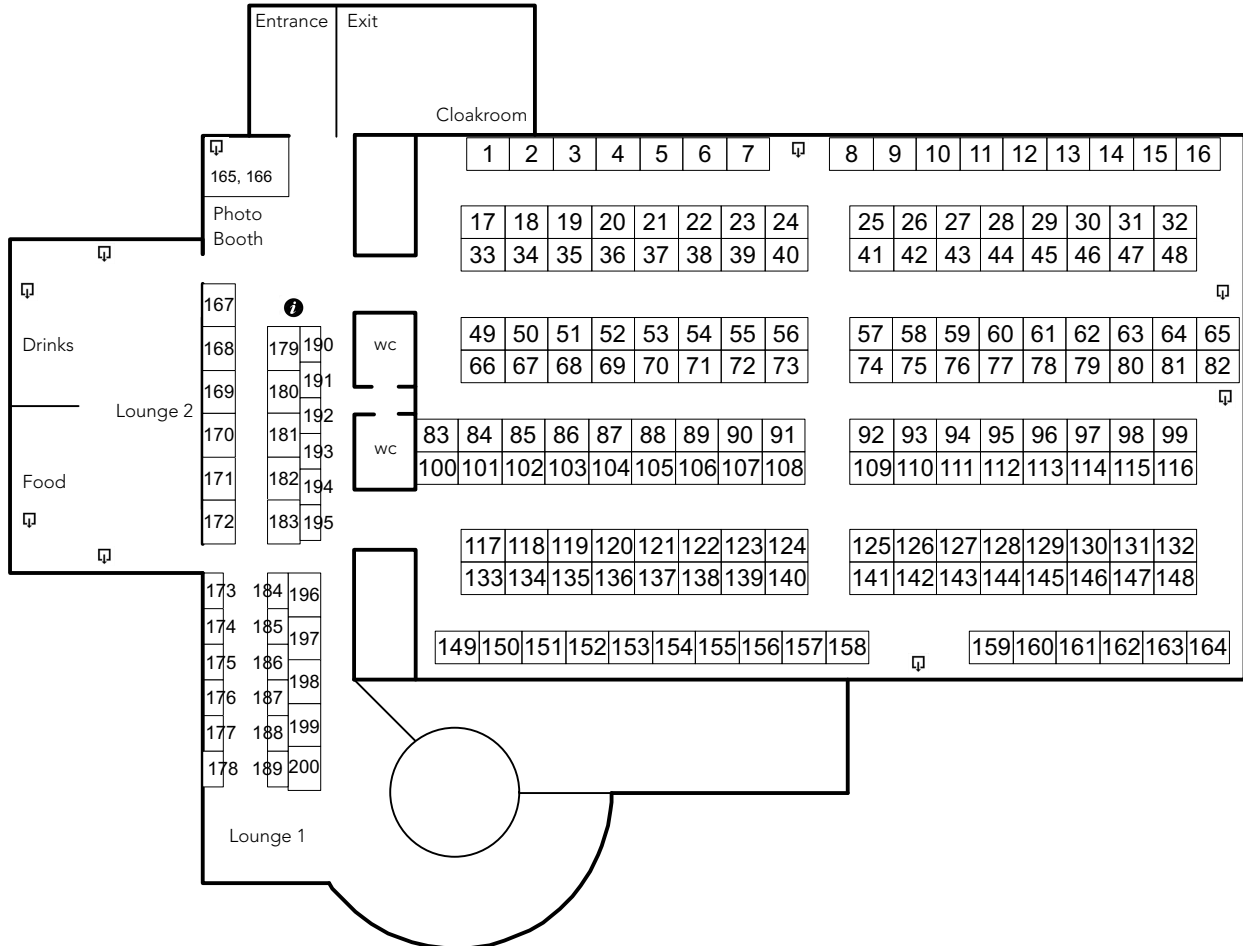 Entrance Exit
Cloakroom
1 2 3 4 5 6 7 8 9 10 11 12 13 14 15 16
165, 166
Photo
Booth
17 18 19 20 21 22 23 24 25 26 27 28 29 30 31 32
33 34 35 36 37 38 39 40 41 42 43 44 45 46 47 48
49 50 51 52 53 54 55 56 57 58 59 60 61 62 63 64 65
66 67 68 69 70 71 72 73 74 75 76 77 78 79 80 81 82
83 84 85 86 87 88 89 90 91 92 93 94 95 96 97 98 99
100 101 102 103 104 105 106 107 108 109 110 111 112 113 114 115 116
117 118 119 120 121 122 123 124 125 126 127 128 129 130 131 132
133 134 135 136 137 138 139 140 141 142 143 144 145 146 147 148
149 150 151 152 153 154 155 156 157 158 159 160 161 162 163 164
i
wc
wc
Drinks
Lounge 2
Food
167
168
169
170
171
172
179
180
181
182
183
190
191
192
193
194
195
173
174
175
176
177
178
184
185
186
187
188
189
196
197
198
199
200
Lounge 1